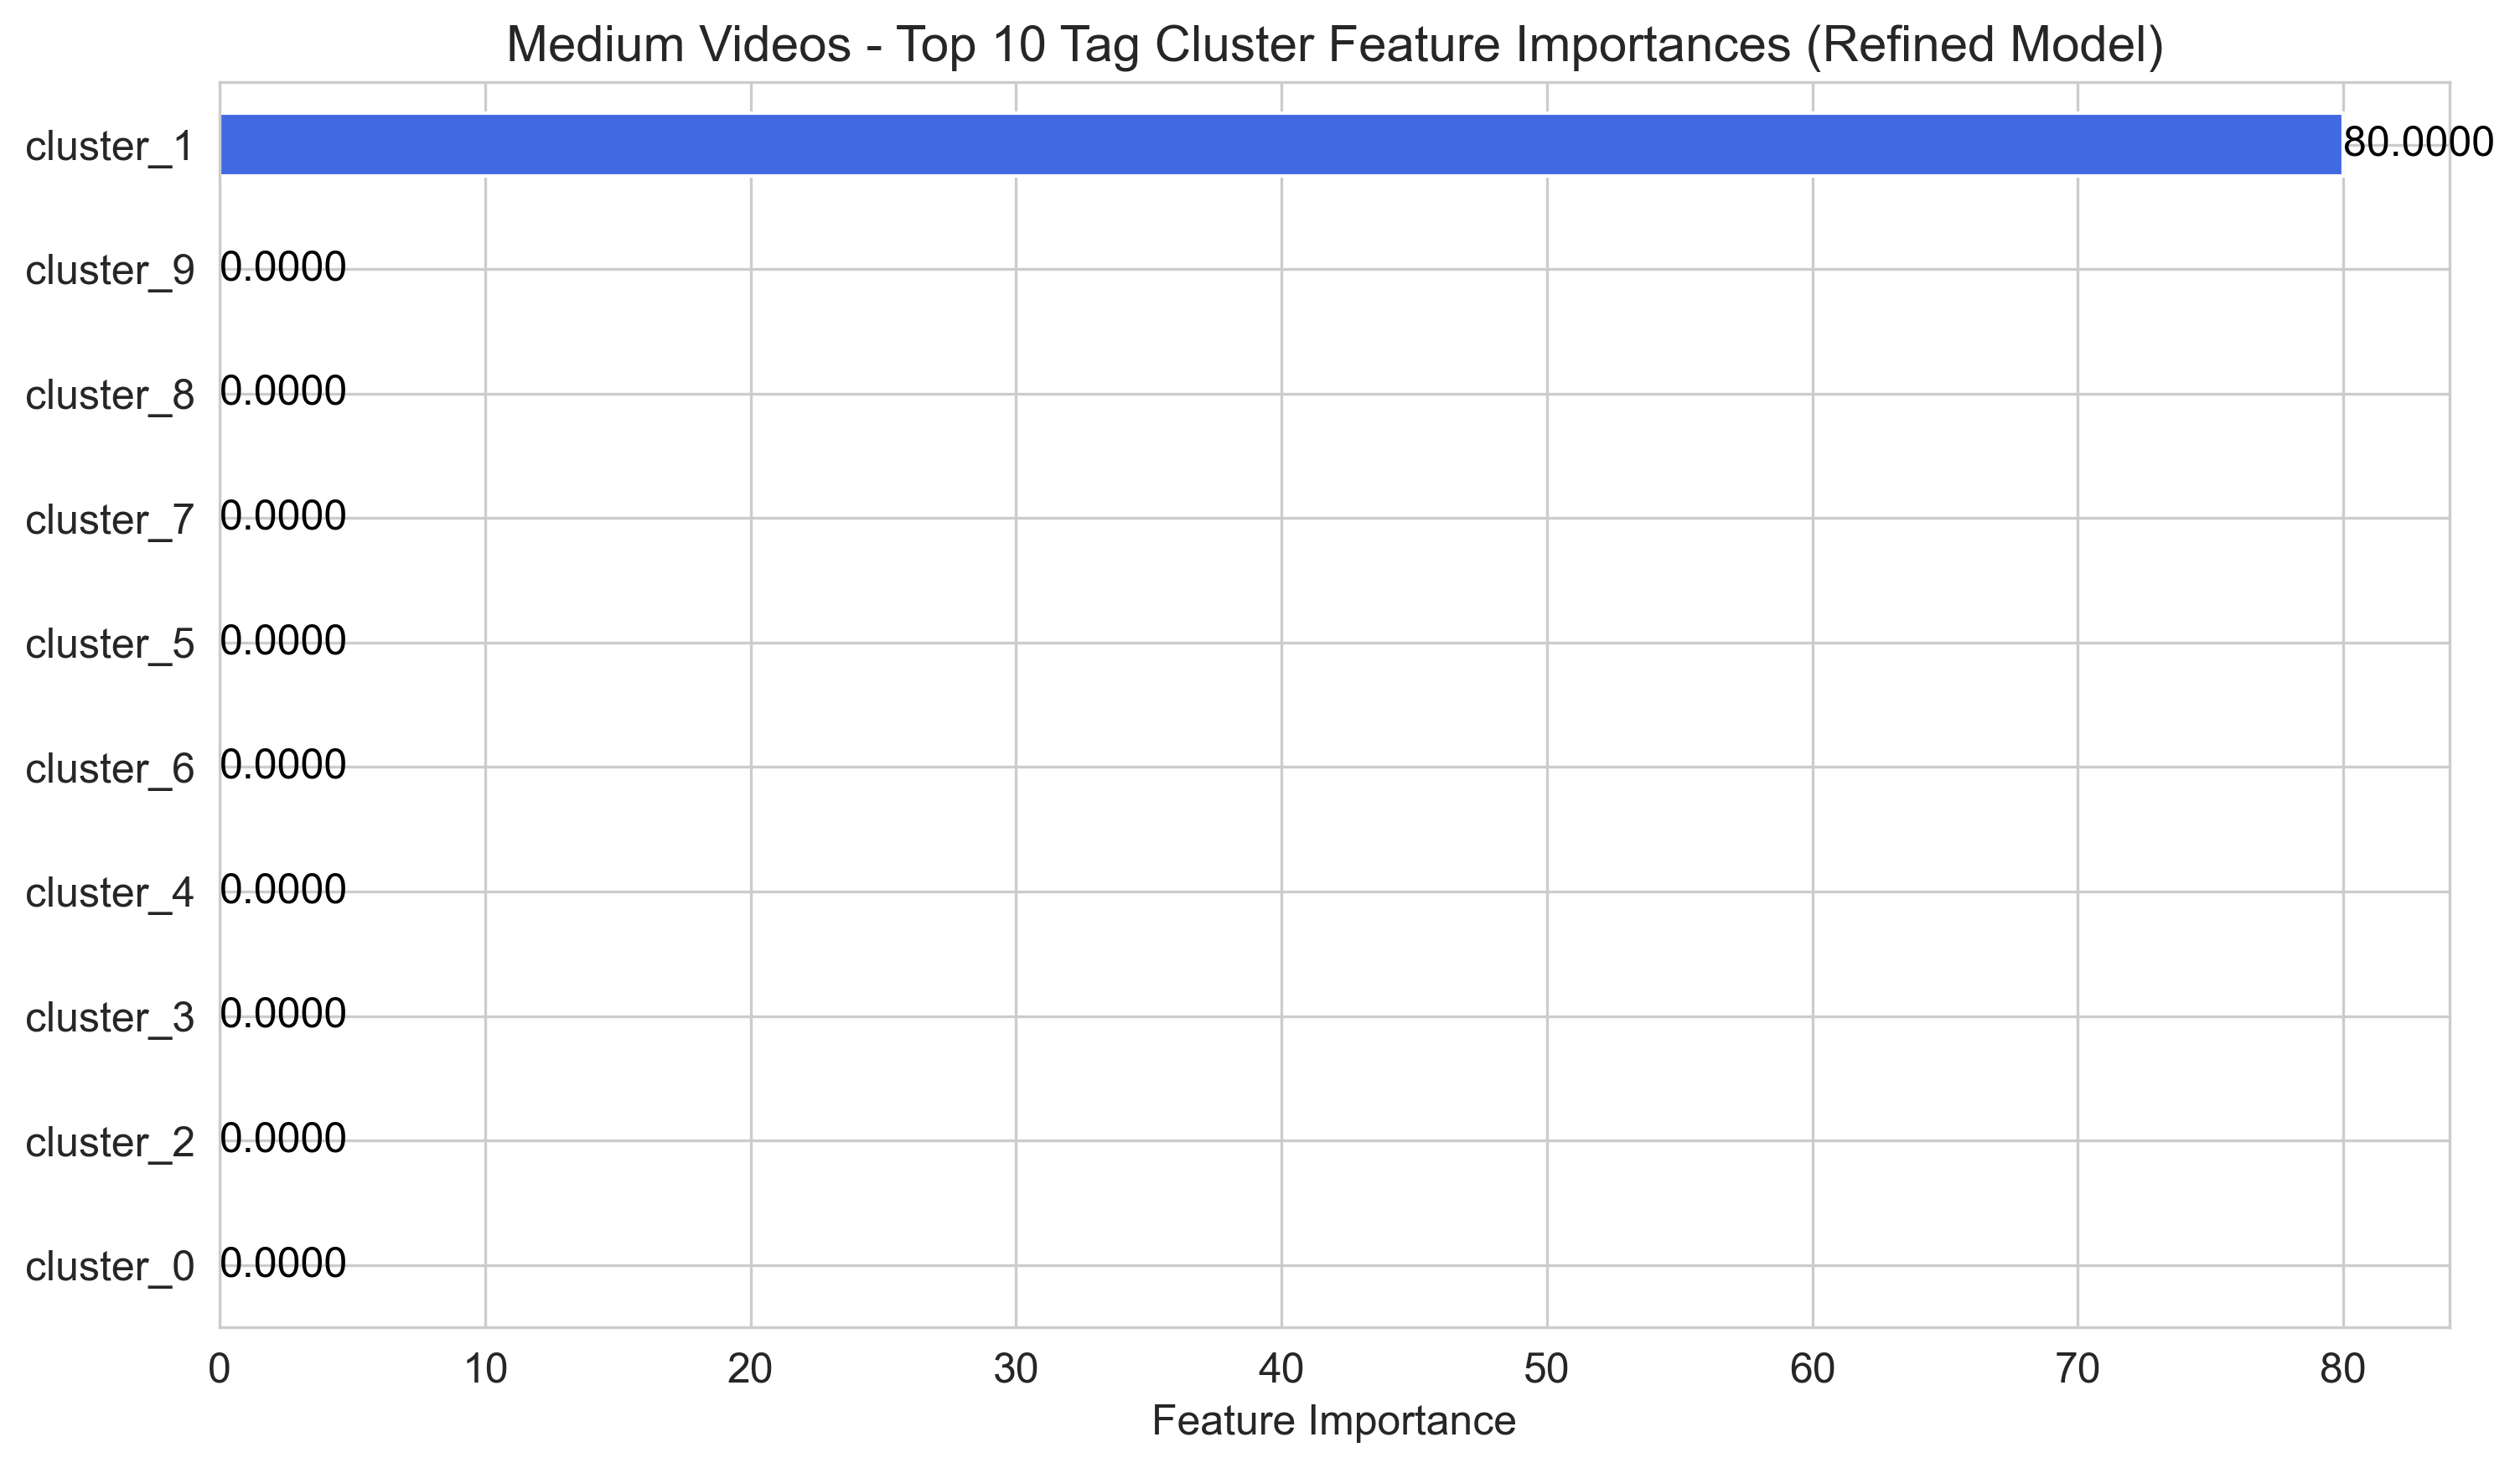 Medium Videos - Top 10 Tag Cluster Feature Importances (Refined Model)
cluster_1 80.0000
cluster_9 0.0000
cluster_8 0.0000
cluster_7 0.0000
cluster_5 0.0000
cluster_6 0.0000
cluster_4 0.0000
cluster_3 0.0000
cluster_2 0.0000
cluster_0 0.0000
0 10 20 30 40 50 60 70 80
Feature Importance